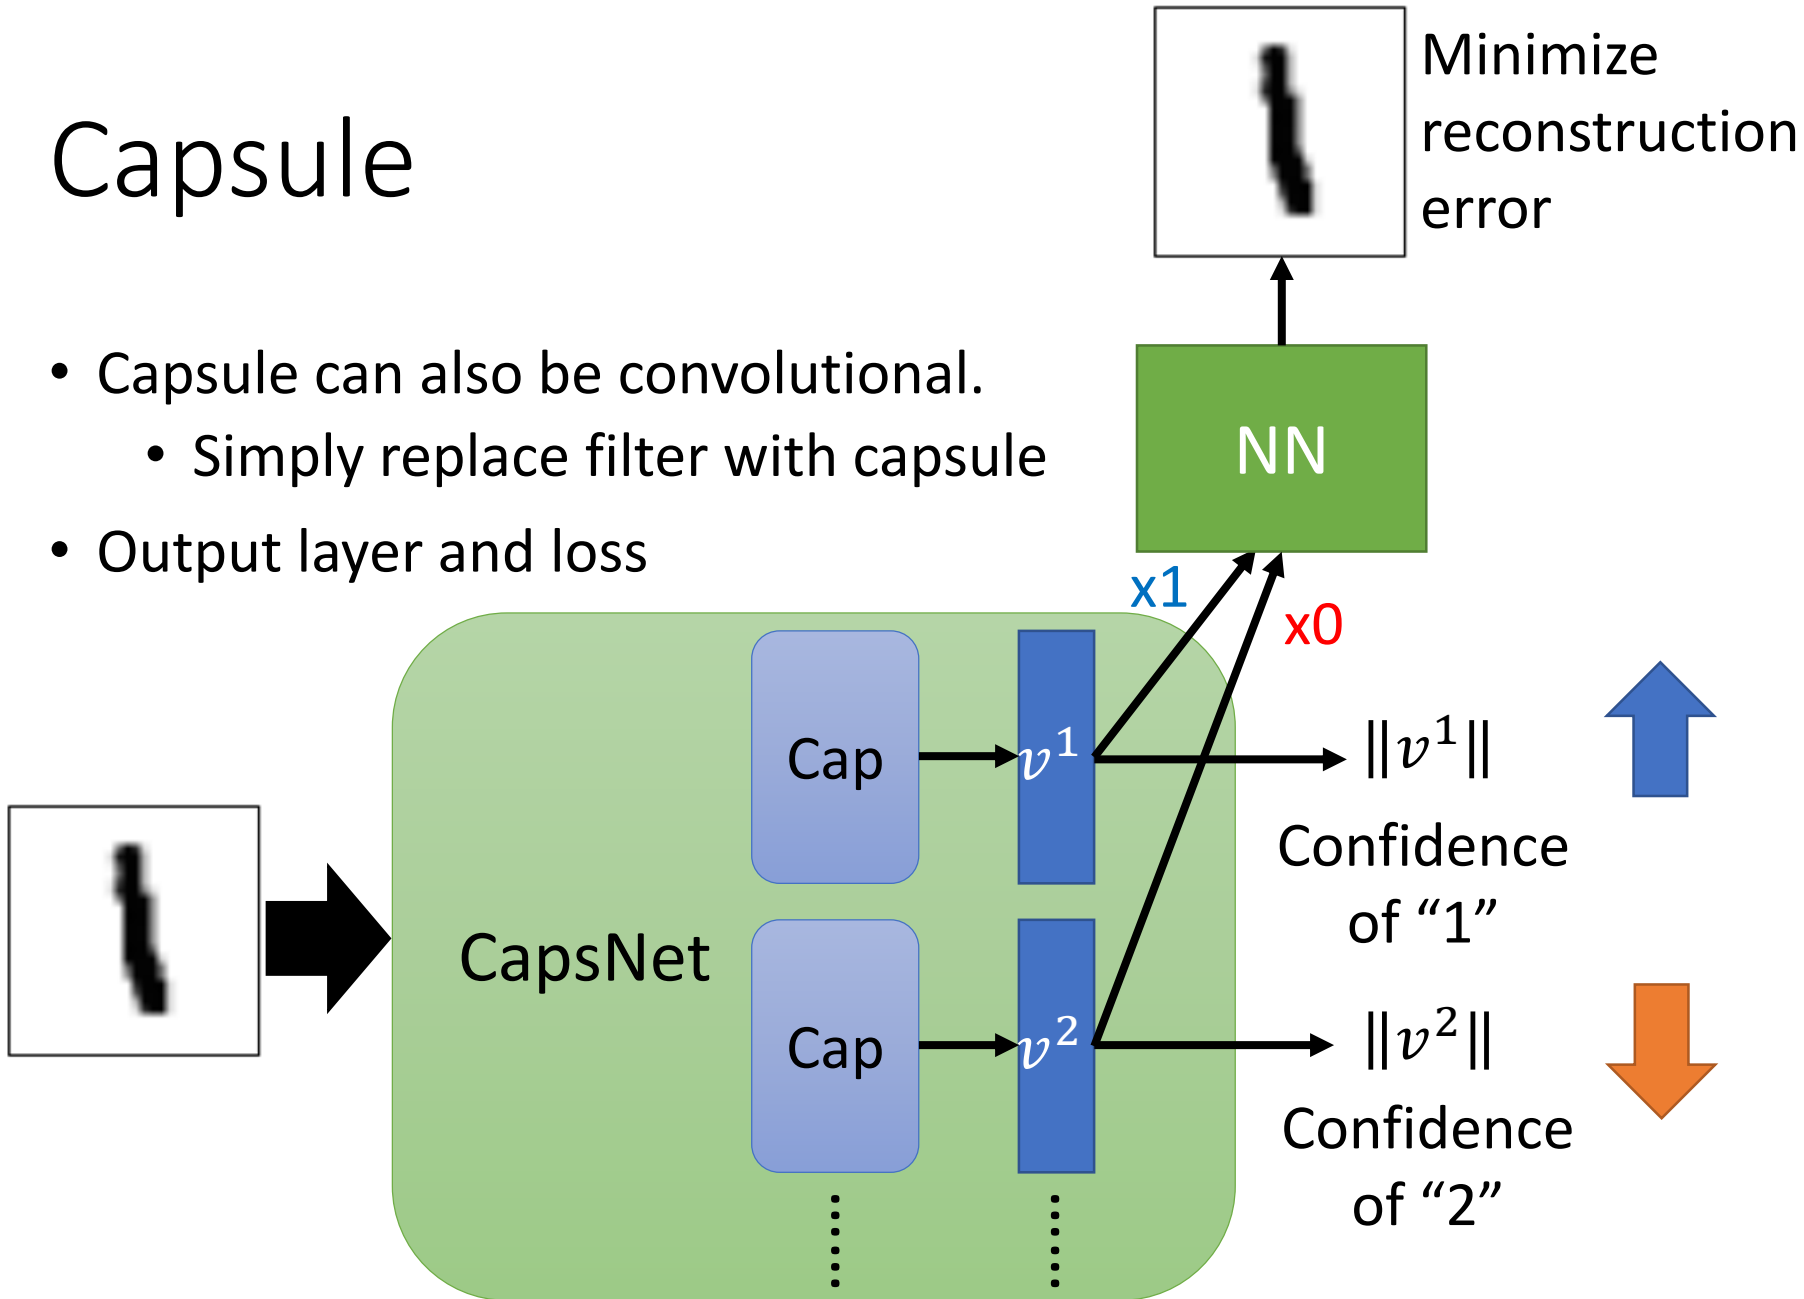 Capsule
Minimize
reconstruction
error
• Capsule can also be convolutional.
• Simply replace filter with capsule
• Output layer and loss
NN
x1
x0
CapsNet
Cap
v¹
‖v¹‖
Confidence
of “1”
Cap
v²
‖v²‖
Confidence
of “2”